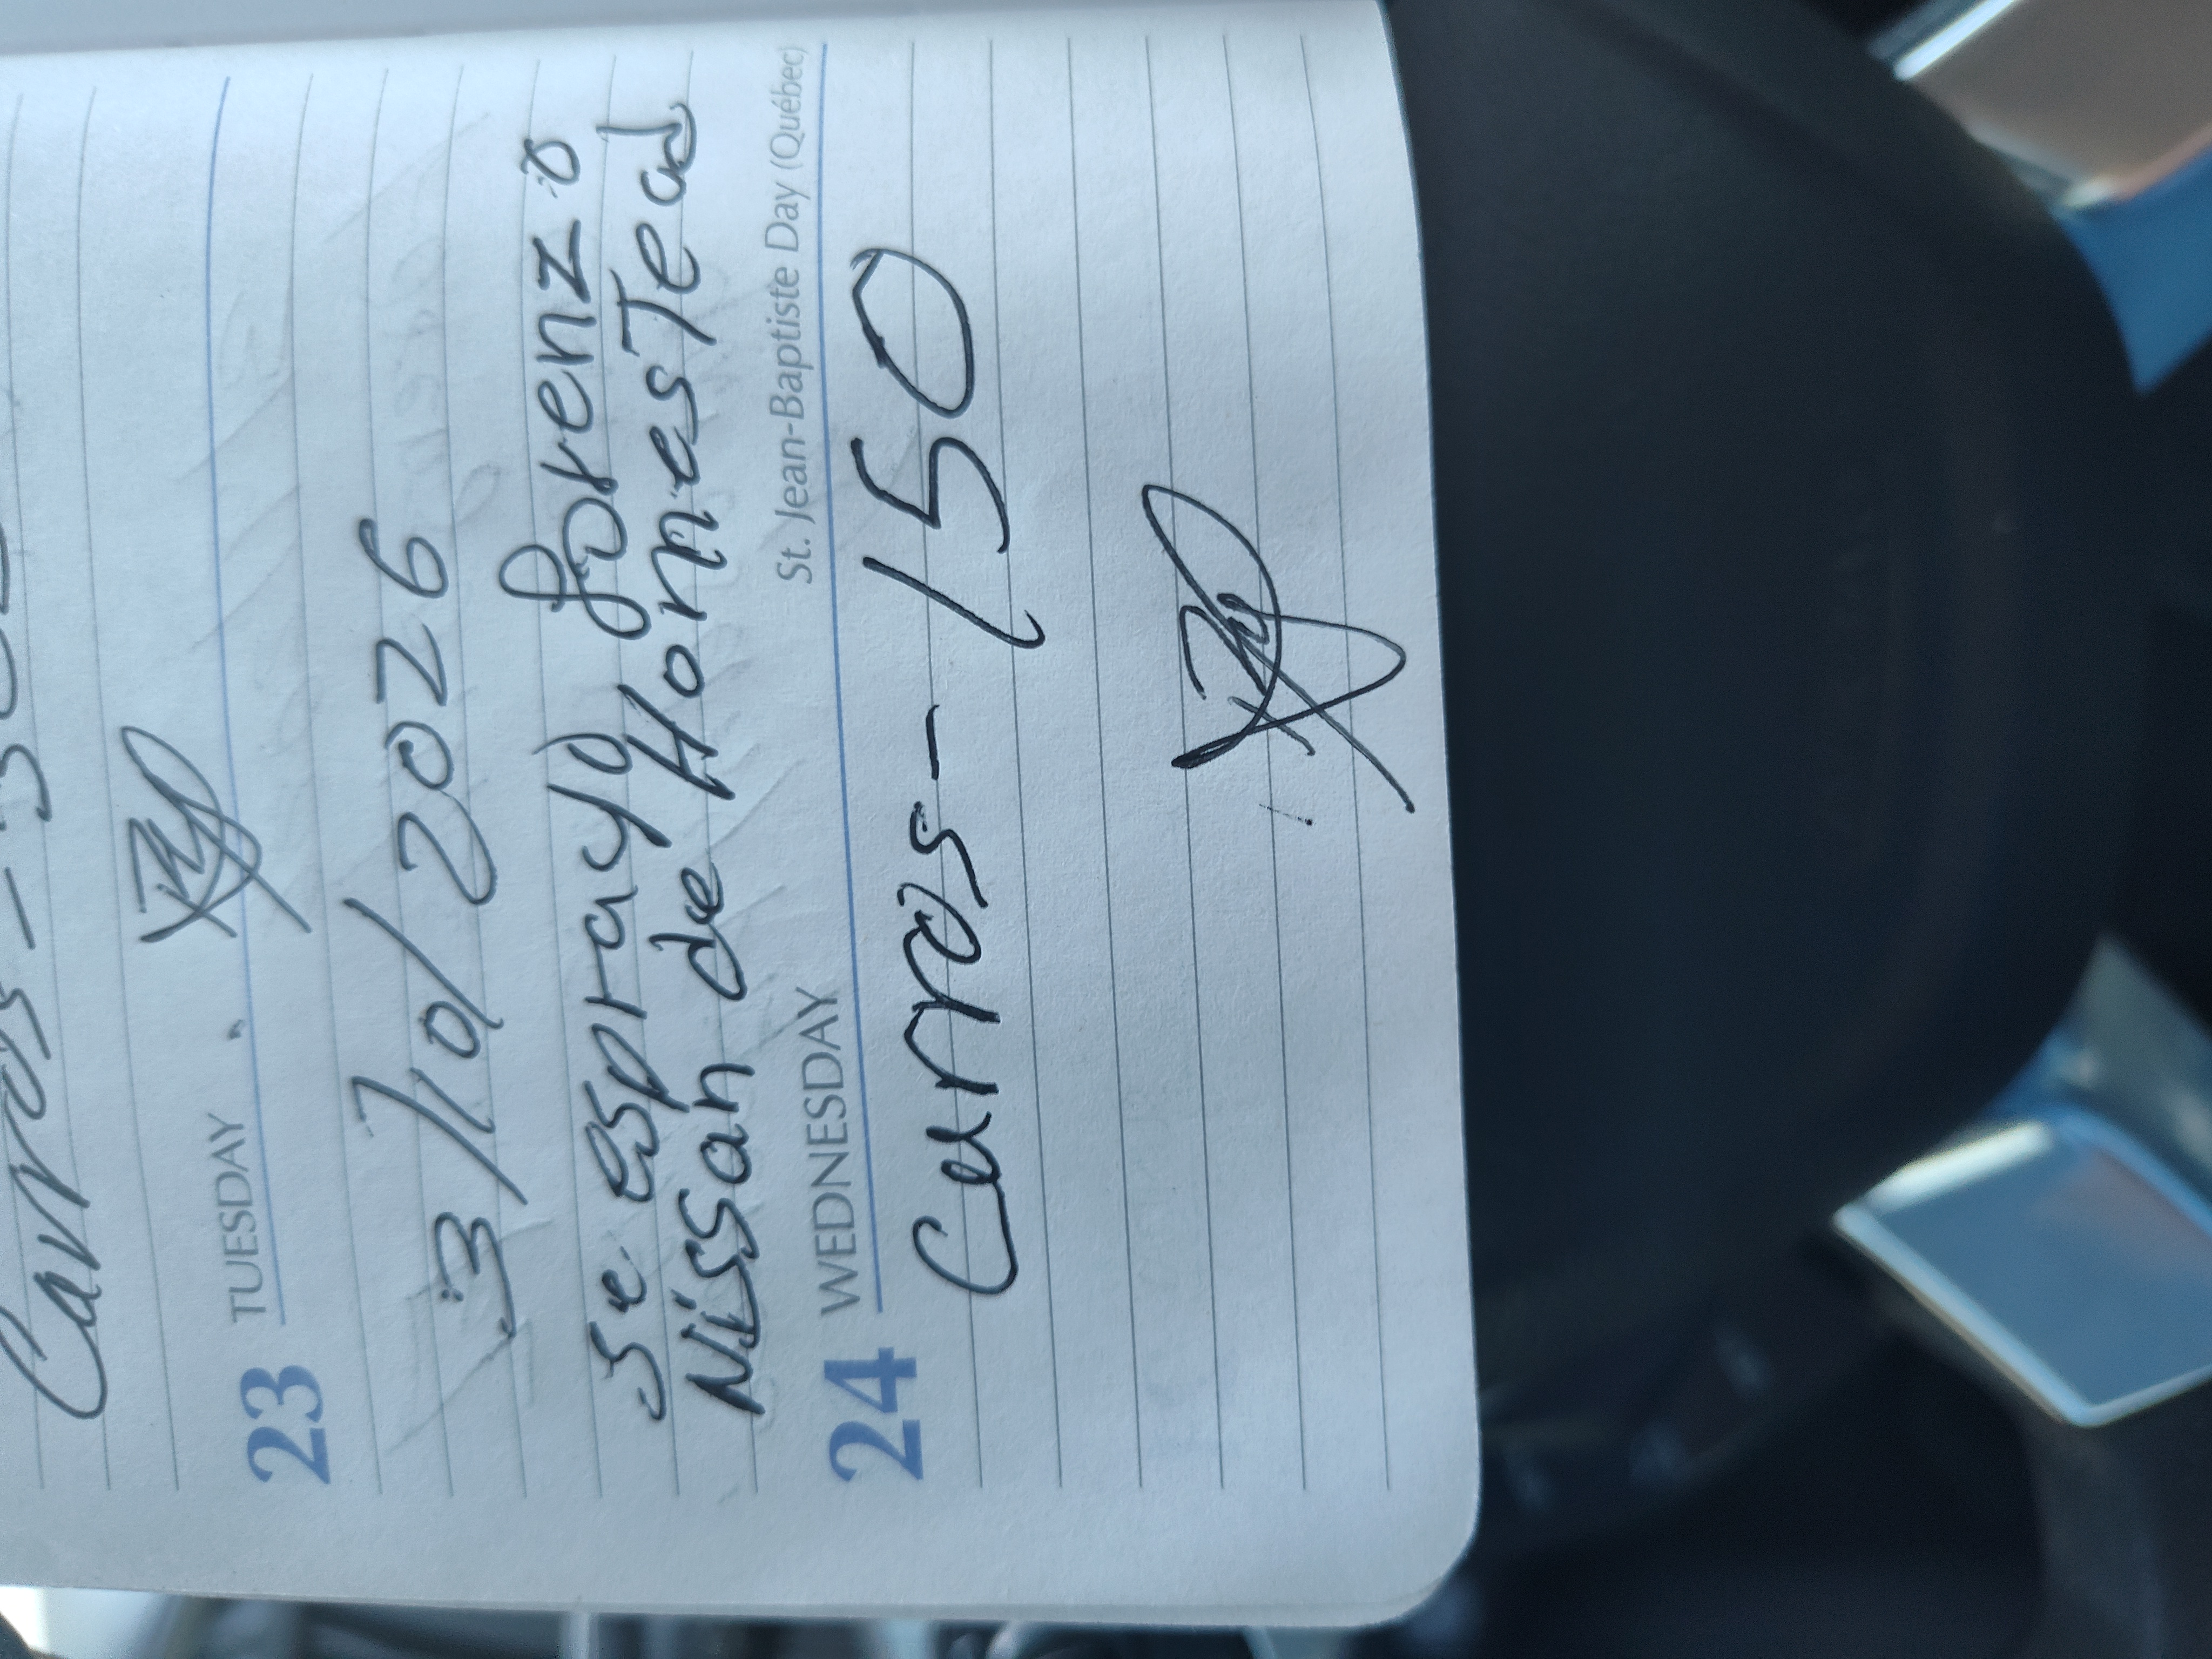 Carros -
23 TUESDAY
3/10/2026
Se esprayo Lorenzo
Nissan de HomesTead
St. Jean-Baptiste Day (Québec)
24 WEDNESDAY
Carros - 150